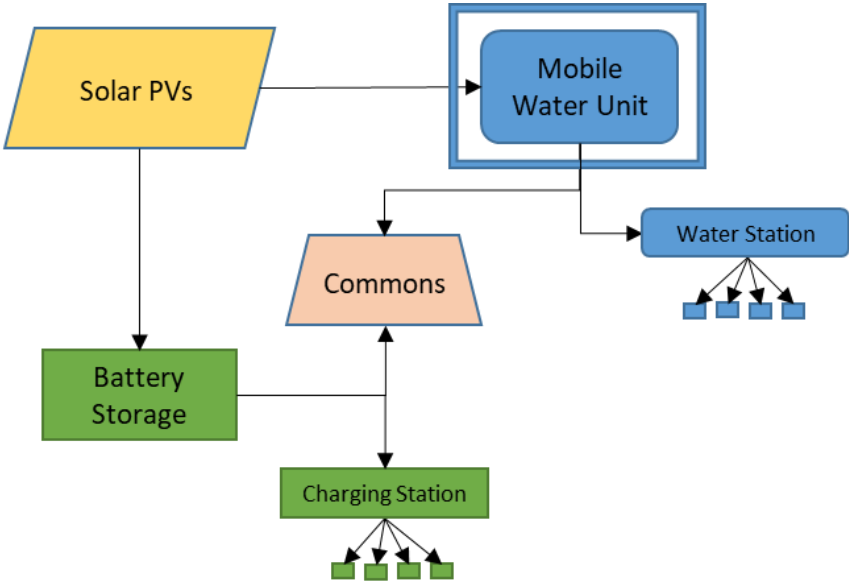 Solar PVs
Mobile
Water Unit
Water Station
Commons
Battery
Storage
Charging Station